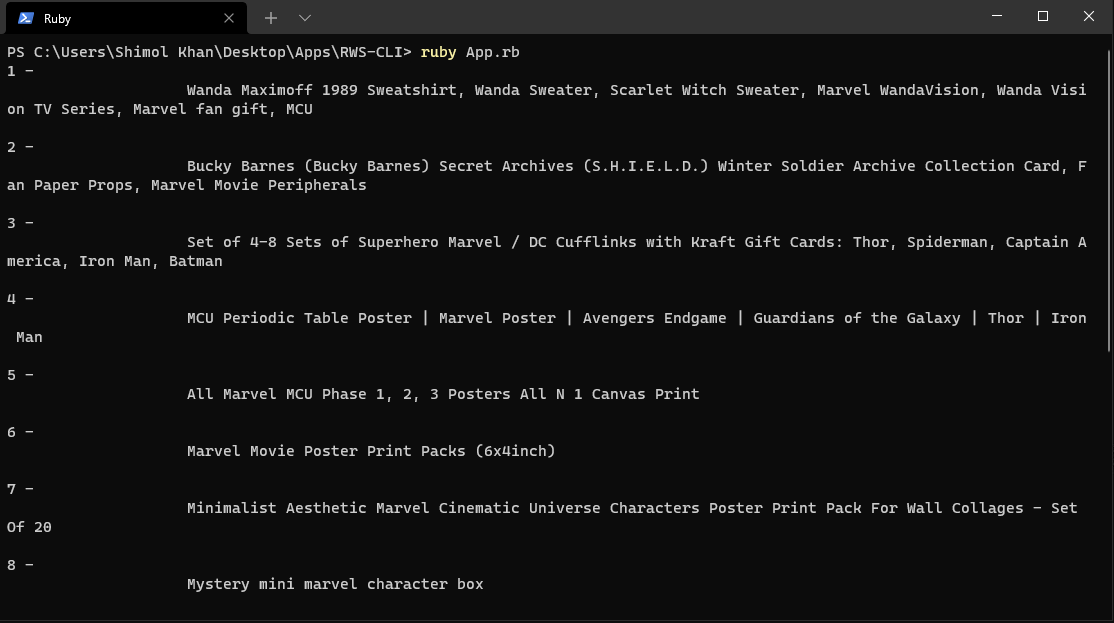 Ruby
PS C:\Users\Shimol Khan\Desktop\Apps\RWS-CLI> ruby App.rb
1 -
Wanda Maximoff 1989 Sweatshirt, Wanda Sweater, Scarlet Witch Sweater, Marvel WandaVision, Wanda Visi
on TV Series, Marvel fan gift, MCU
2 -
Bucky Barnes (Bucky Barnes) Secret Archives (S.H.I.E.L.D.) Winter Soldier Archive Collection Card, F
an Paper Props, Marvel Movie Peripherals
3 -
Set of 4-8 Sets of Superhero Marvel / DC Cufflinks with Kraft Gift Cards: Thor, Spiderman, Captain A
merica, Iron Man, Batman
4 -
MCU Periodic Table Poster | Marvel Poster | Avengers Endgame | Guardians of the Galaxy | Thor | Iron
Man
5 -
All Marvel MCU Phase 1, 2, 3 Posters All N 1 Canvas Print
6 -
Marvel Movie Poster Print Packs (6x4inch)
7 -
Minimalist Aesthetic Marvel Cinematic Universe Characters Poster Print Pack For Wall Collages - Set
Of 20
8 -
Mystery mini marvel character box